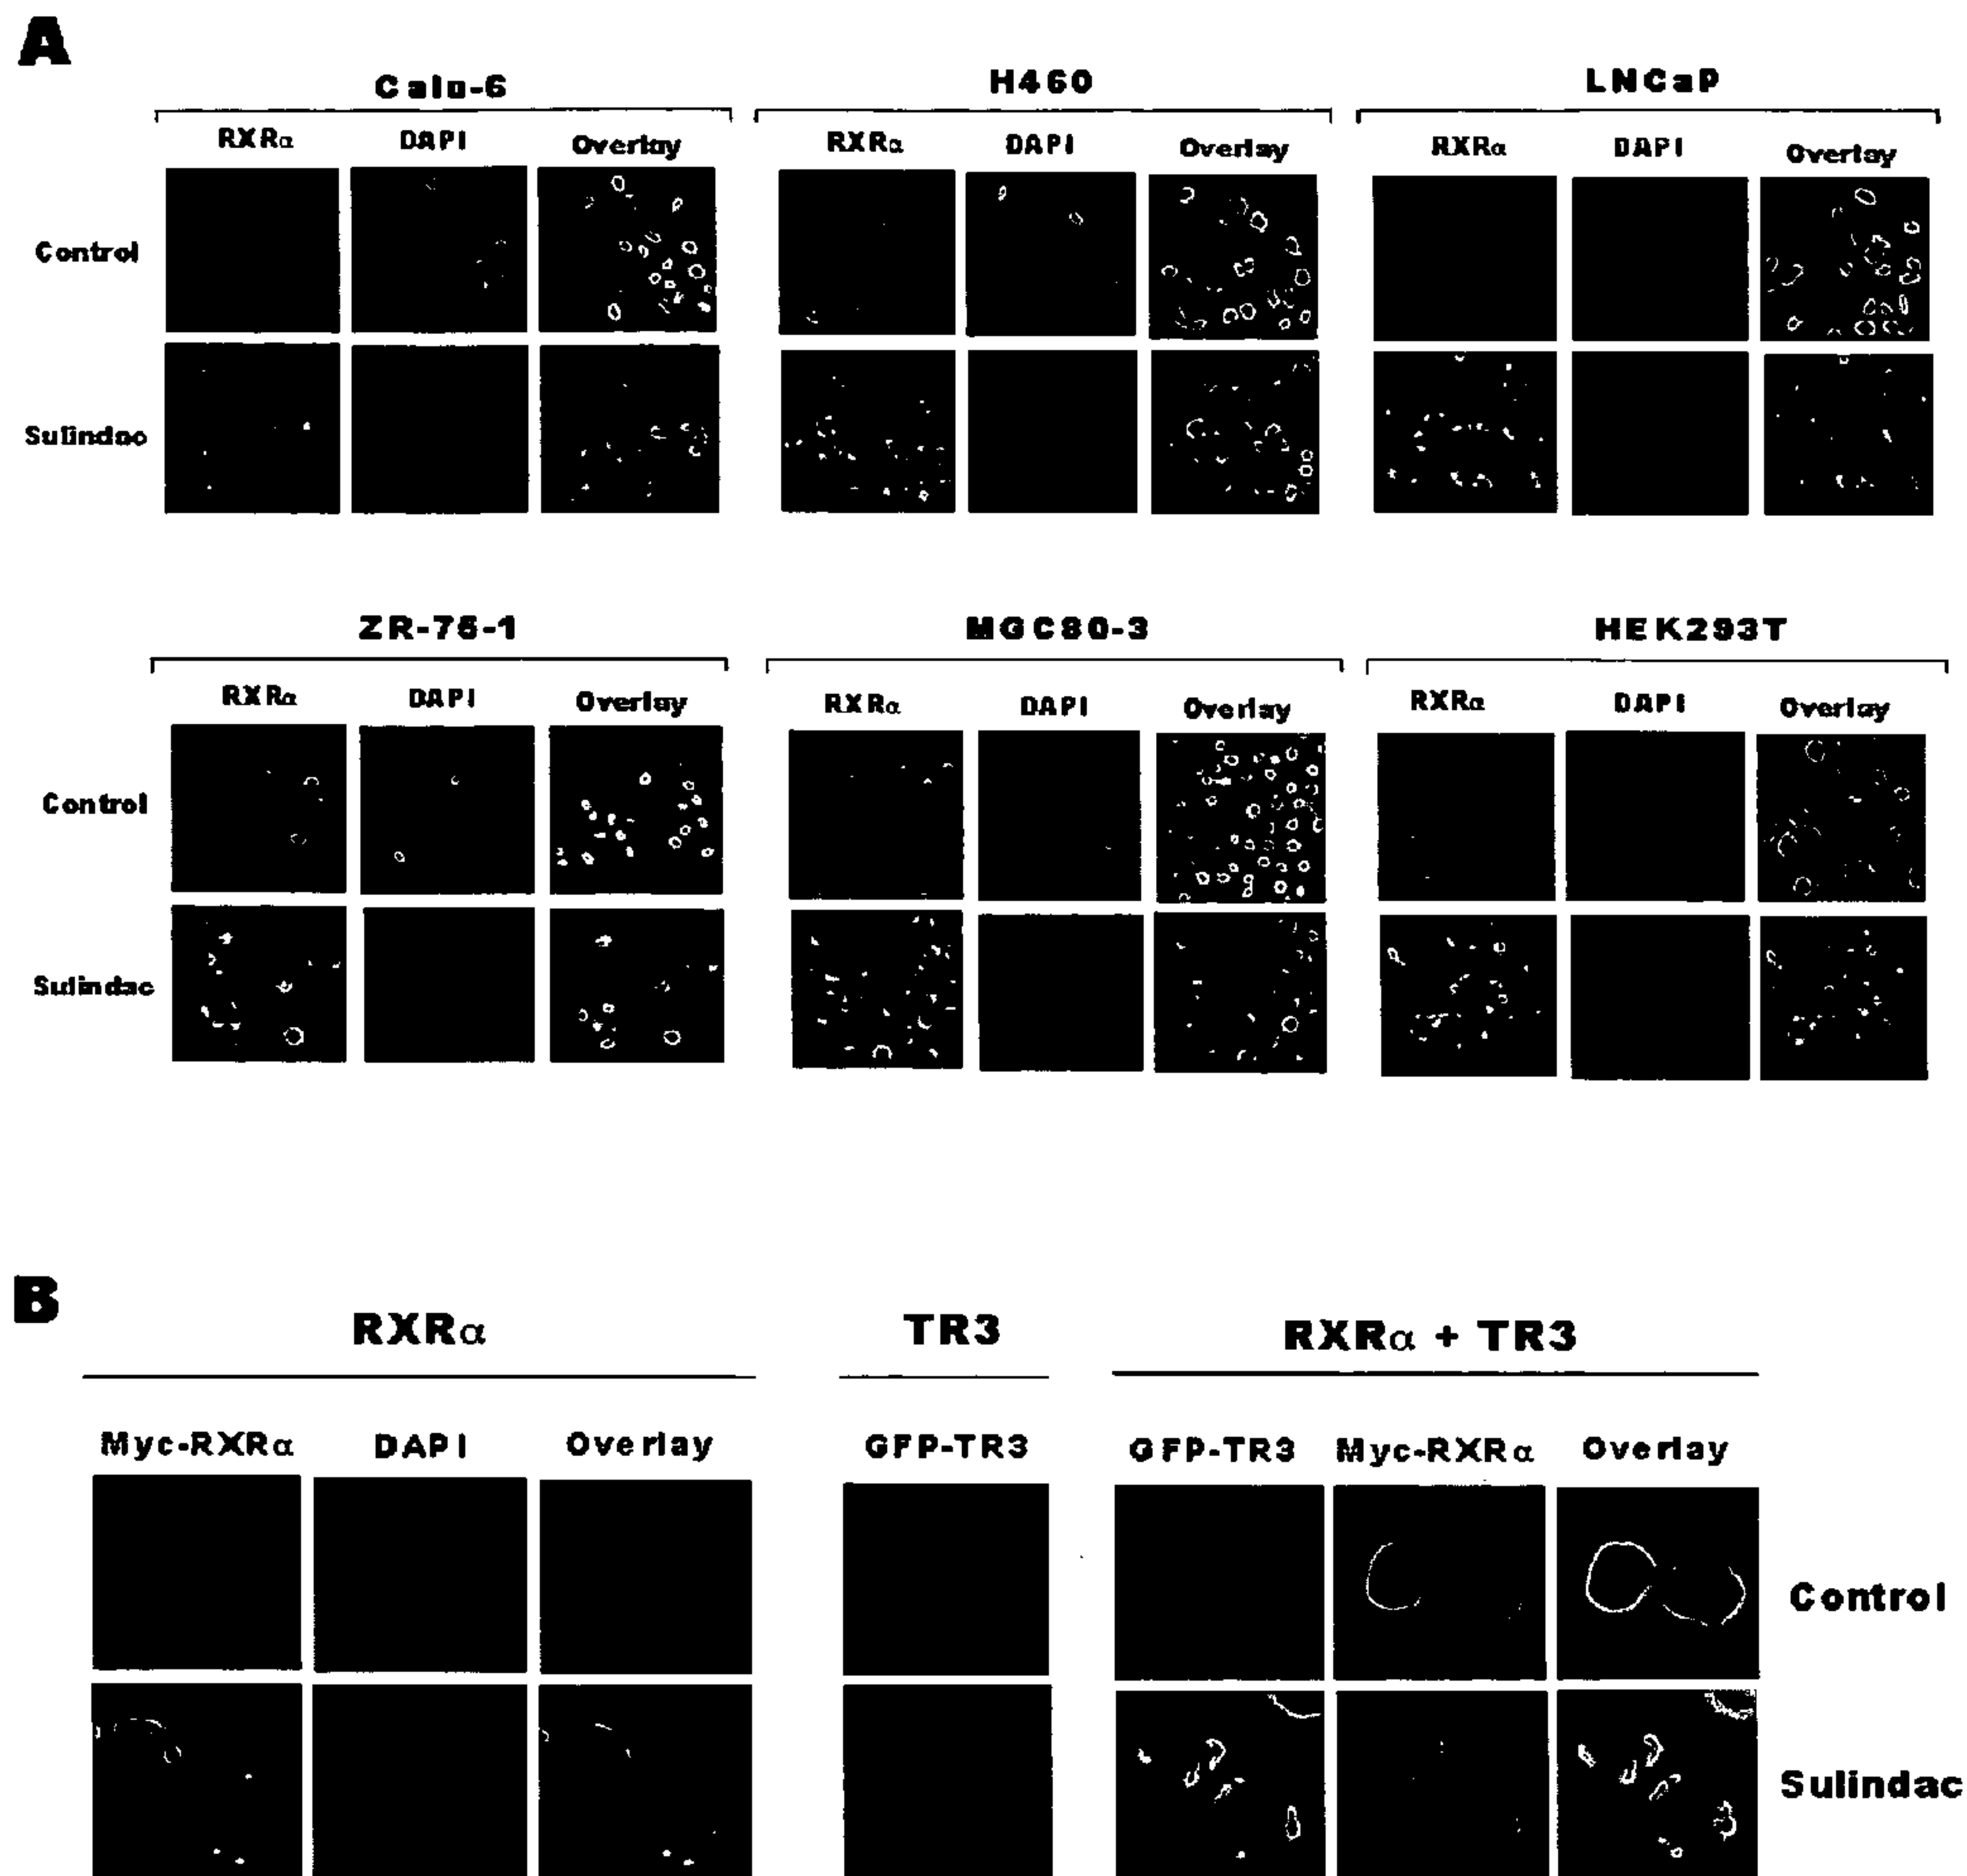 A
Calu-6 H460 LNCaP
RXRα DAPI Overlay RXRα DAPI Overlay RXRα DAPI Overlay
Control
Sulindac
ZR-75-1 MGC80-3 HEK293T
RXRα DAPI Overlay RXRα DAPI Overlay RXRα DAPI Overlay
Control
Sulindac
B
RXRα TR3 RXRα + TR3
Myc-RXRα DAPI Overlay GFP-TR3 GFP-TR3 Myc-RXRα Overlay
Control
Sulindac